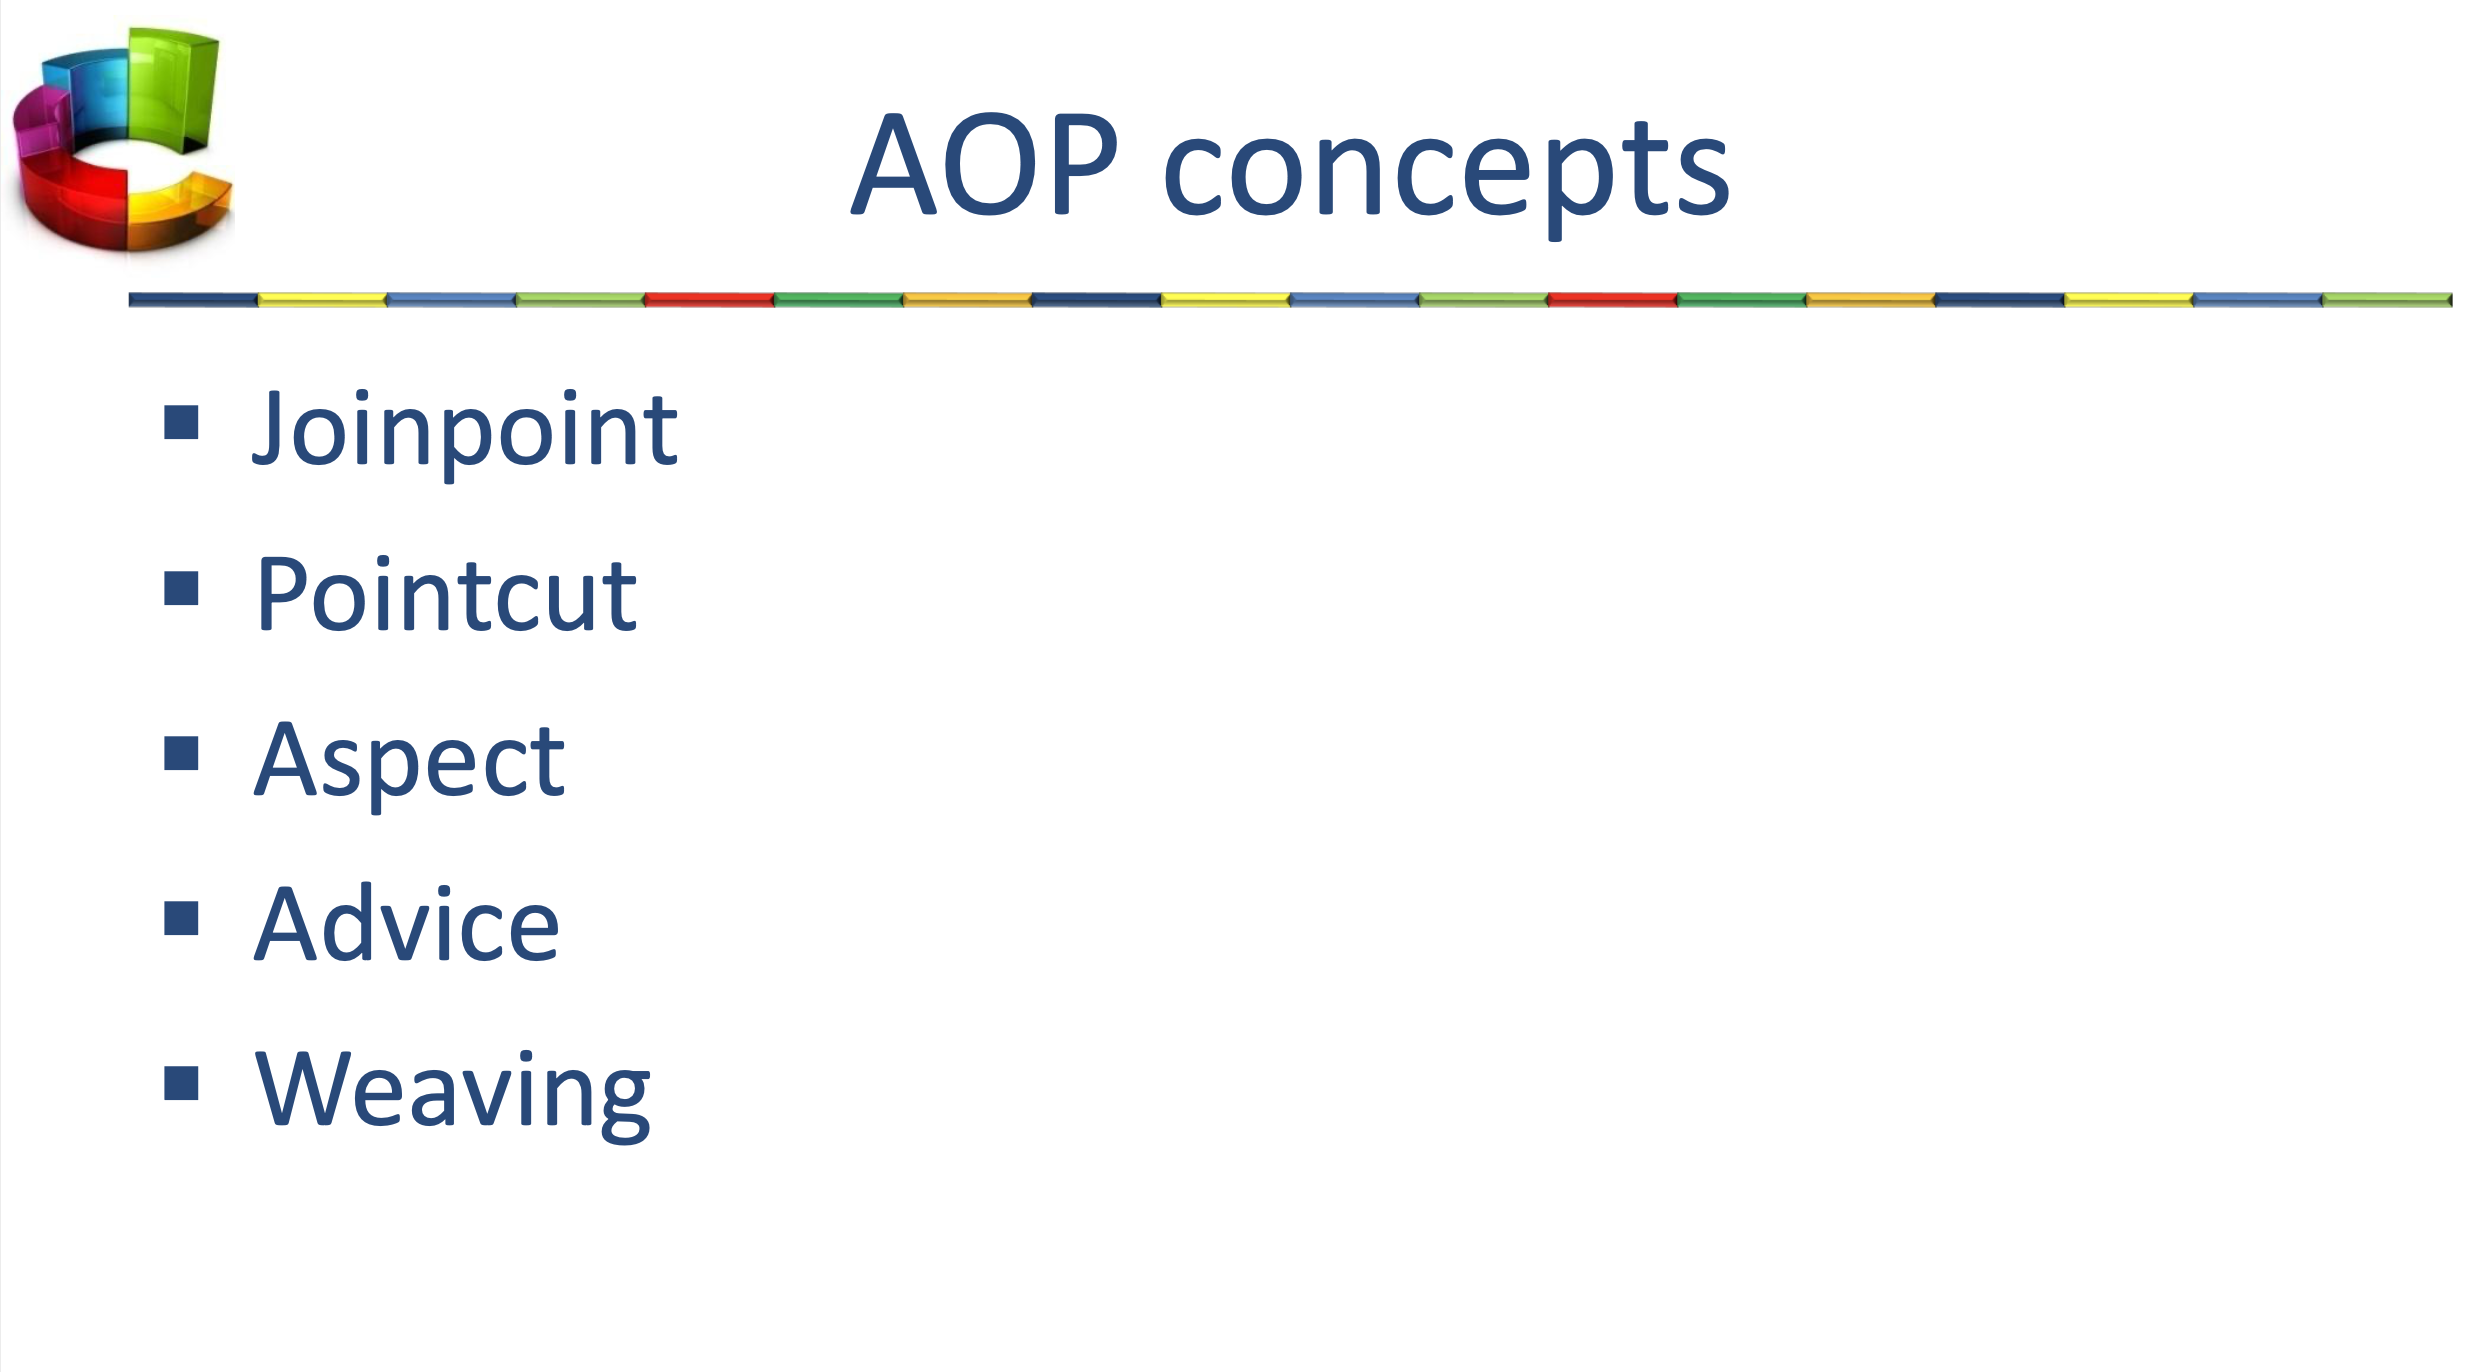 AOP concepts
▪ Joinpoint
▪ Pointcut
▪ Aspect
▪ Advice
▪ Weaving